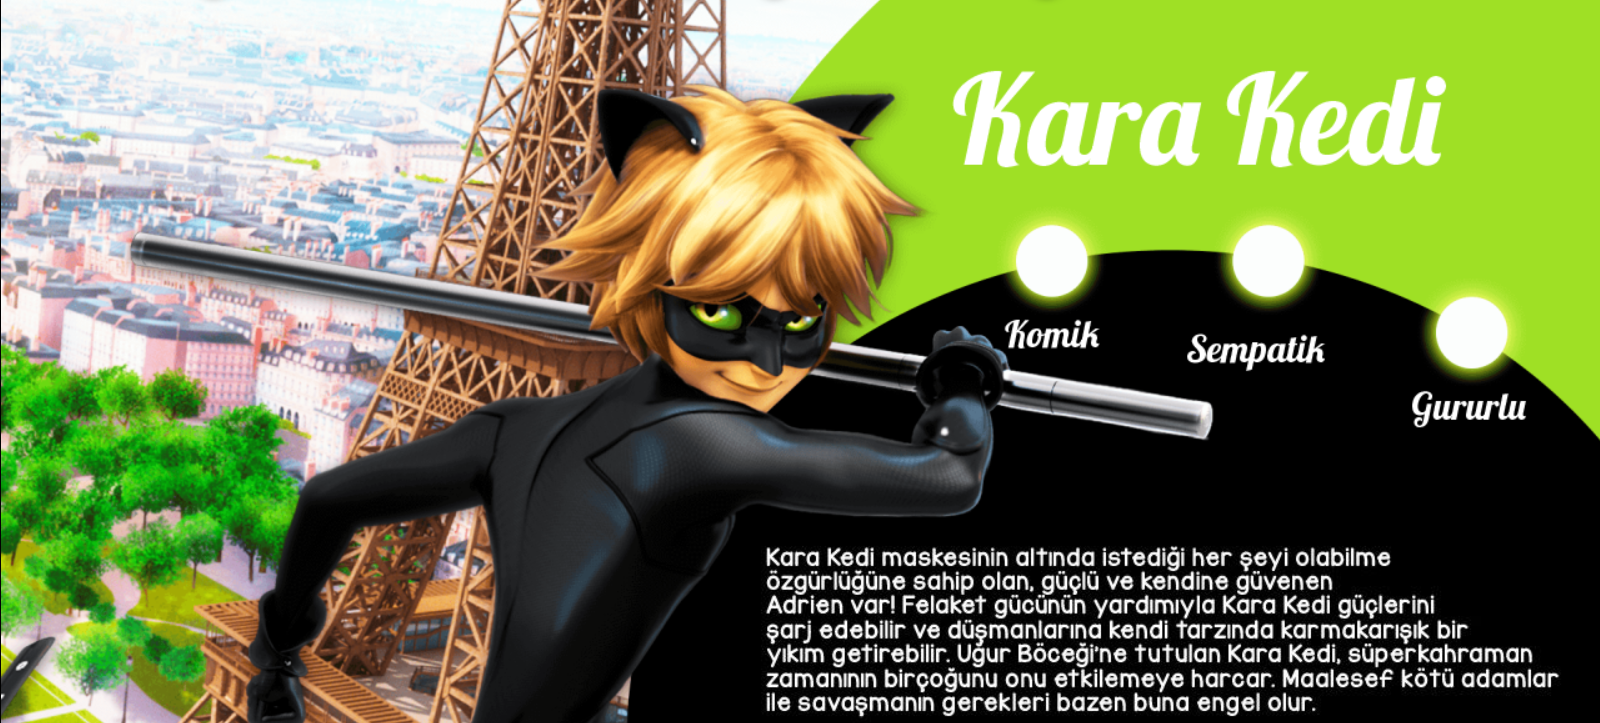 Kara Kedi
Komik
Sempatik
Gururlu
Kara Kedi maskesinin altında istediği her şeyi olabilme
özgürlüğüne sahip olan, güçlü ve kendine güvenen
Adrien var! Felaket gücünün yardımıyla Kara Kedi güçlerini
şarj edebilir ve düşmanlarına kendi tarzında karmakarışık bir
yıkım getirebilir. Uğur Böceği'ne tutulan Kara Kedi, süperkahraman
zamanının birçoğunu onu etkilemeye harcar. Maalesef kötü adamlar
ile savaşmanın gerekleri bazen buna engel olur.